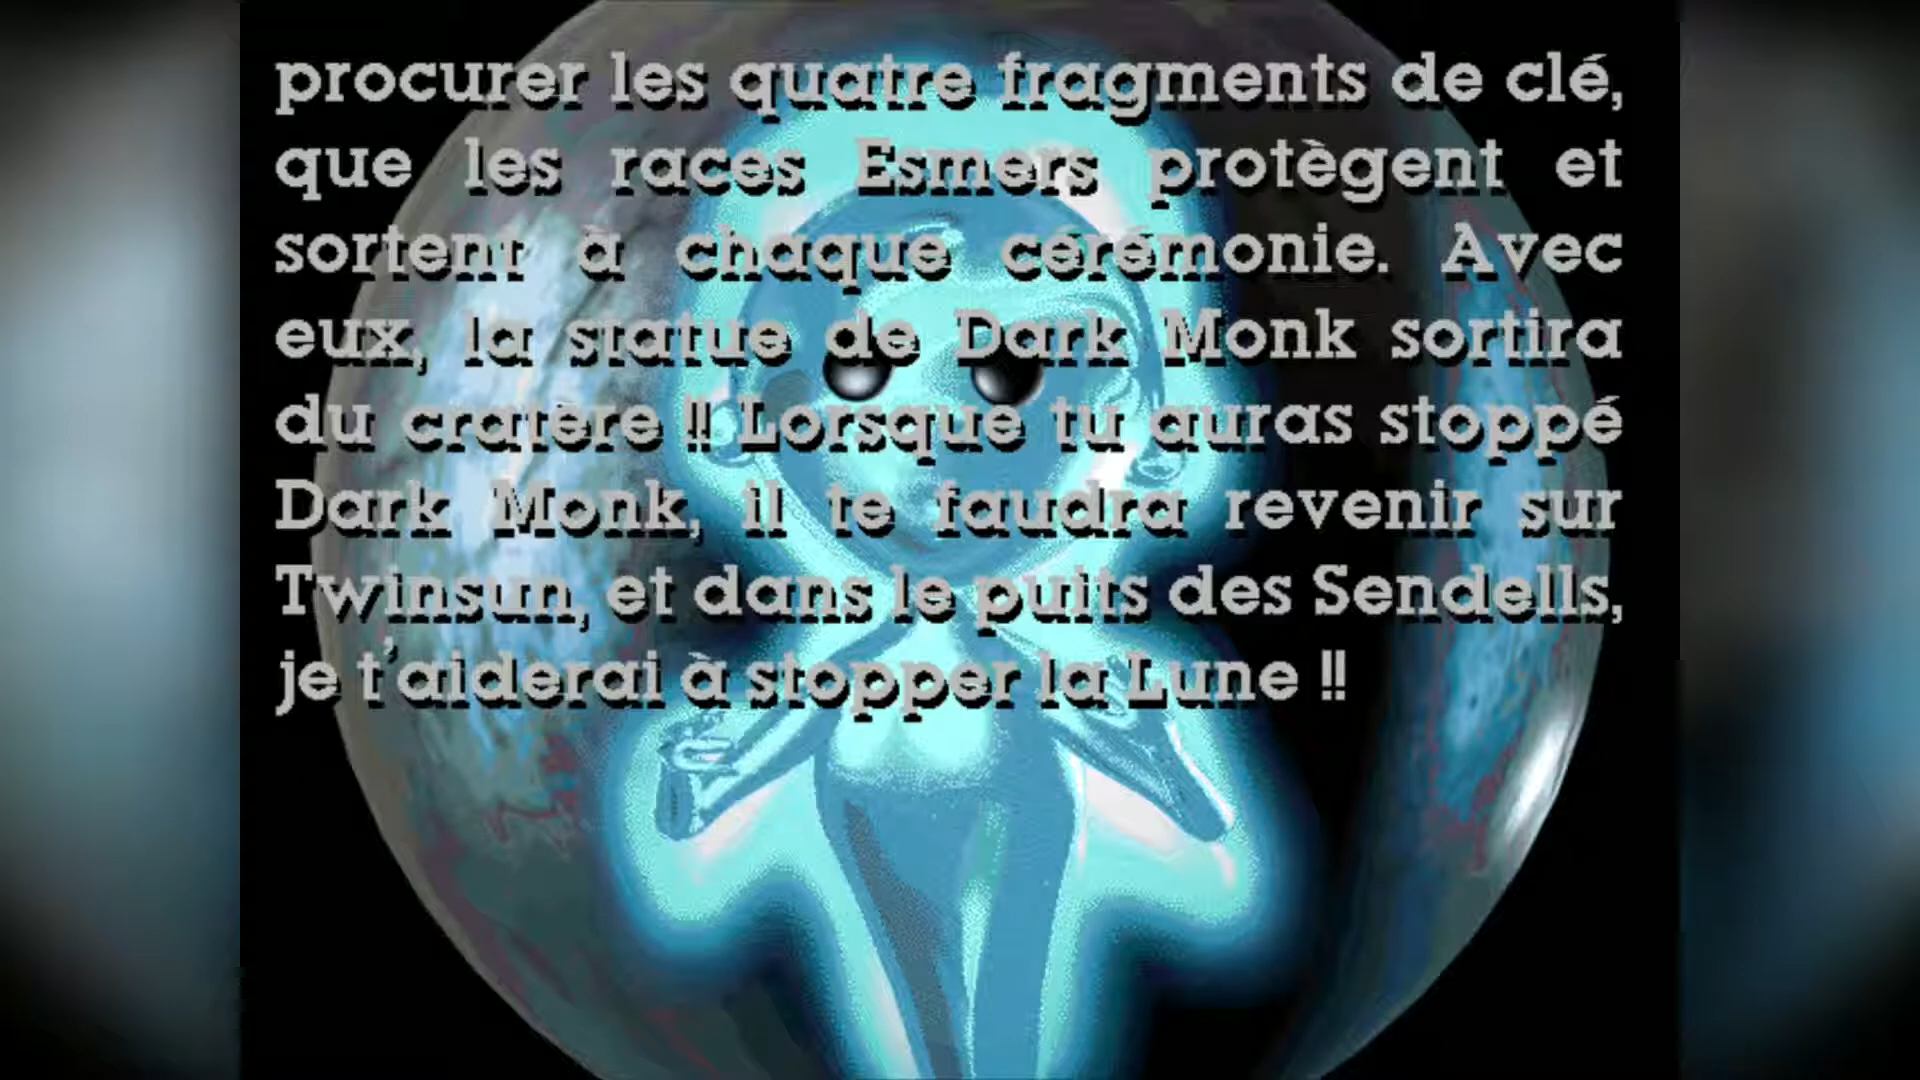 procurer les quatre fragments de clé,
que les races Esmers protègent et
sortent à chaque cérémonie. Avec
eux, la statue de Dark Monk sortira
du cratère !! Lorsque tu auras stoppé
Dark Monk, il te faudra revenir sur
Twinsun, et dans le puits des Sendells,
je t'aiderai à stopper la Lune !!